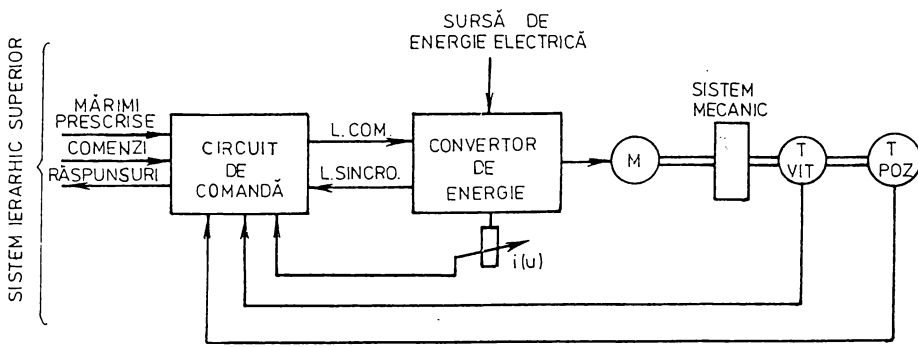 SURSĂ DE
ENERGIE ELECTRICĂ
SISTEM IERARHIC SUPERIOR
MĂRIMI
PRESCRISE
COMENZI
RĂSPUNSURI
CIRCUIT
DE
COMANDĂ
L.COM.
L.SINCRO.
CONVERTOR
DE
ENERGIE
i(u)
M
SISTEM
MECANIC
T
VIT
T
POZ